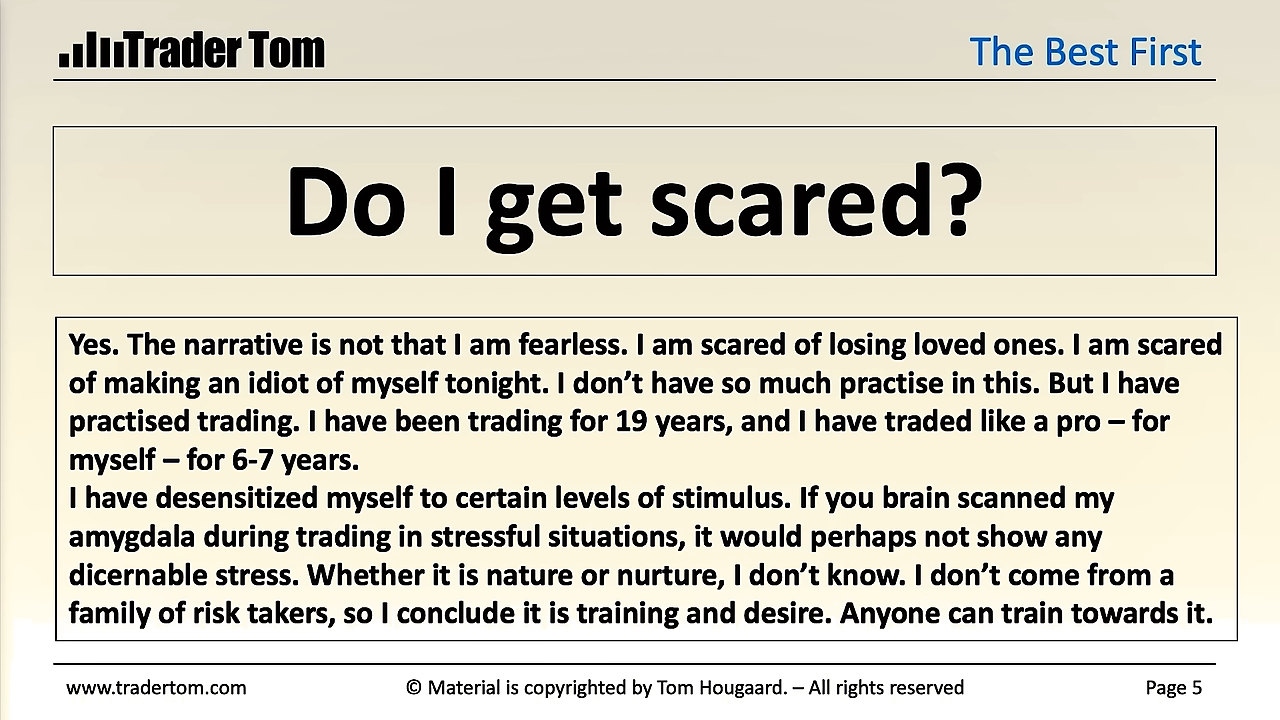 Trader Tom
The Best First
Do I get scared?
Yes. The narrative is not that I am fearless. I am scared of losing loved ones. I am scared
of making an idiot of myself tonight. I don’t have so much practise in this. But I have
practised trading. I have been trading for 19 years, and I have traded like a pro – for
myself – for 6-7 years.
I have desensitized myself to certain levels of stimulus. If you brain scanned my
amygdala during trading in stressful situations, it would perhaps not show any
dicernable stress. Whether it is nature or nurture, I don’t know. I don’t come from a
family of risk takers, so I conclude it is training and desire. Anyone can train towards it.
www.tradertom.com
© Material is copyrighted by Tom Hougaard. – All rights reserved
Page 5